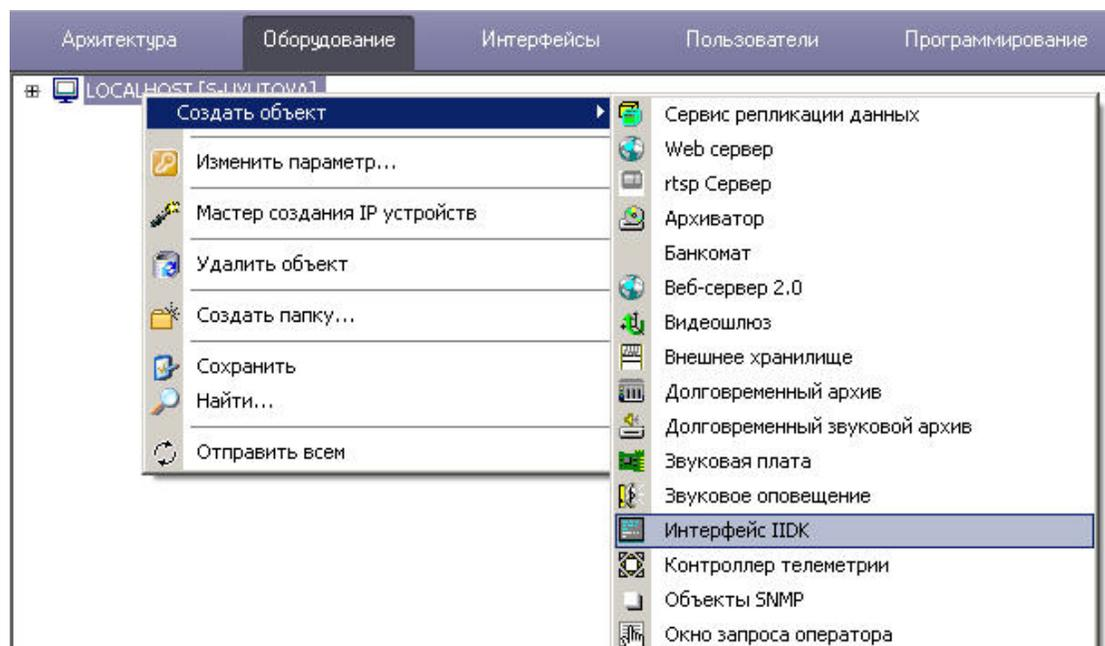 Архитектура Оборудование Интерфейсы Пользователи Программирование
LOCALHOST [S-LYUTOVA]
Создать объект
Изменить параметр...
Мастер создания IP устройств
Удалить объект
Создать папку...
Сохранить
Найти...
Отправить всем
Сервис репликации данных
Web сервер
rtsp Сервер
Архиватор
Банкомат
Веб-сервер 2.0
Видеошлюз
Внешнее хранилище
Долговременный архив
Долговременный звуковой архив
Звуковая плата
Звуковое оповещение
Интерфейс IIDK
Контроллер телеметрии
Объекты SNMP
Окно запроса оператора